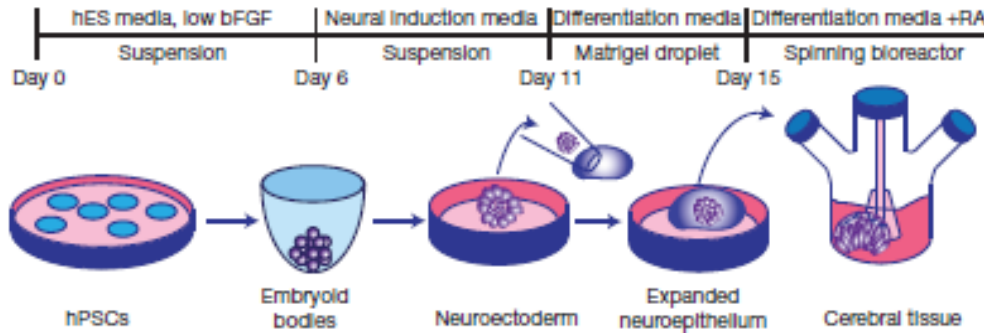 hES media, low bFGF
Neural induction media
Differentiation media
Differentiation media +RA
Suspension
Suspension
Matrigel droplet
Spinning bioreactor
Day 0
Day 6
Day 11
Day 15
hPSCs
Embryoid
bodies
Neuroectoderm
Expanded
neuroepithelium
Cerebral tissue